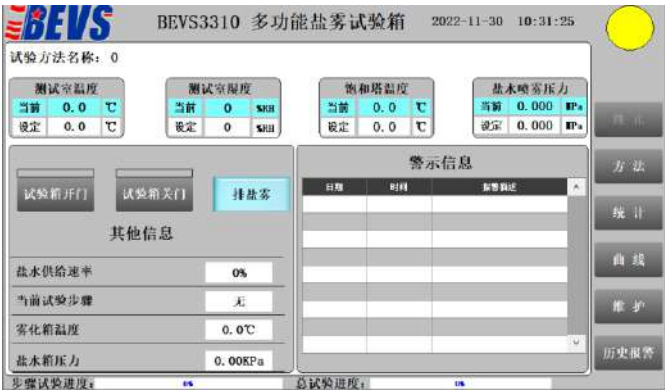 BEVS BEVS3310 多功能盐雾试验箱 2022-11-30 10:31:25
试验方法名称: 0
测试室温度 测试室湿度 饱和塔温度 盐水喷雾压力
当前 0.0 ℃ 当前 0 %RH 当前 0.0 ℃ 当前 0.000 MPa
设定 0.0 ℃ 设定 0 %RH 设定 0.0 ℃ 设定 0.000 MPa
试验箱开门 试验箱关门 排盐雾
其他信息
盐水供给速率 0%
当前试验步骤 无
雾化箱温度 0.0℃
盐水箱压力 0.00KPa
警示信息
日期 时间 报警描述
方法
统计
曲线
维护
历史报警
步骤试验进度: 0% 总试验进度: 0%